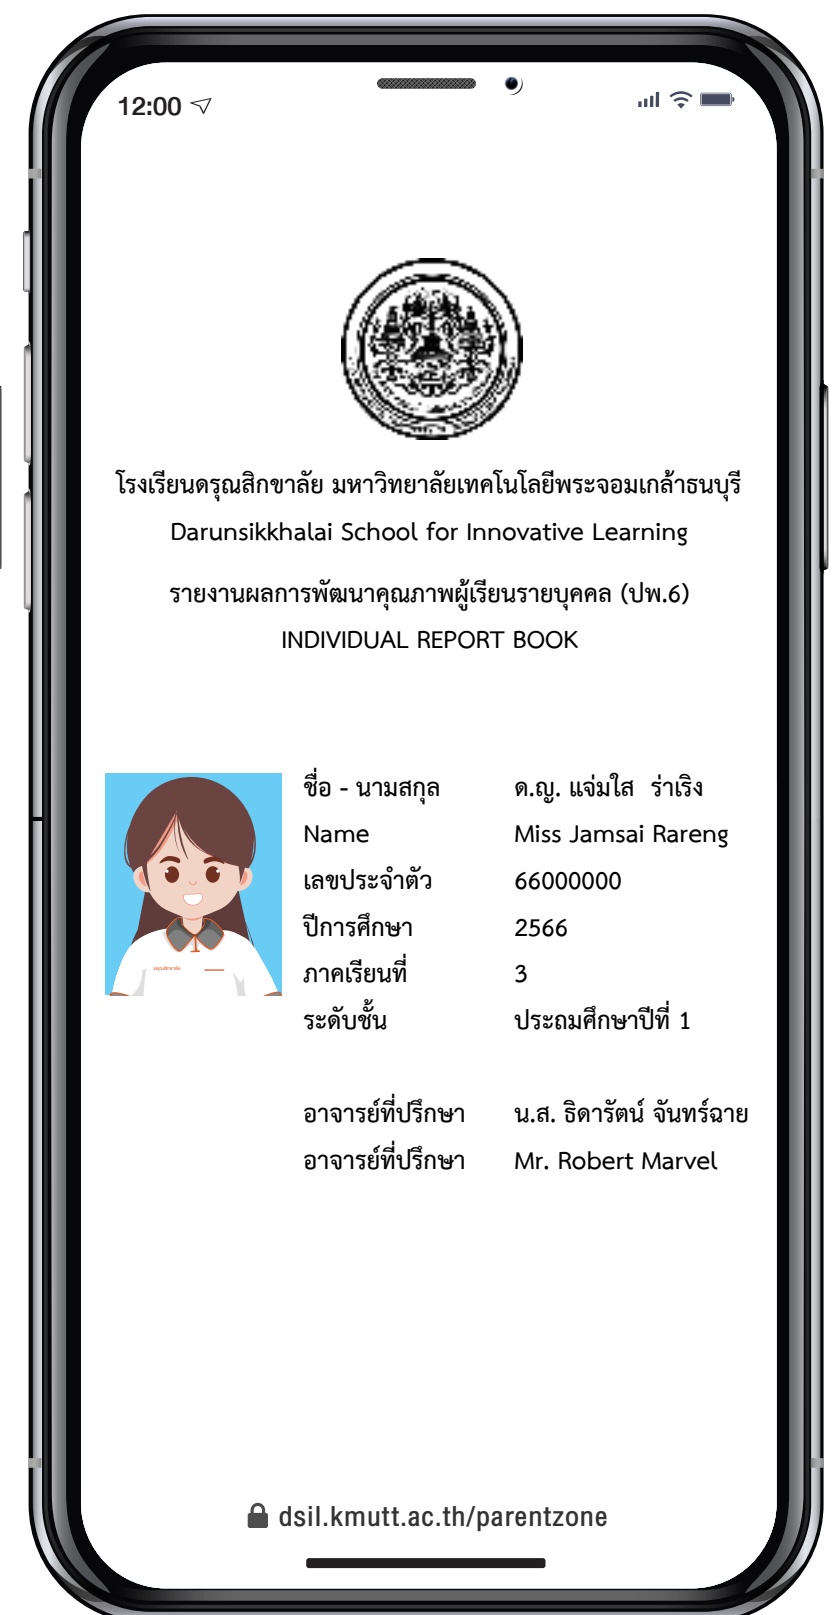 12:00
โรงเรียนดรุณสิกขาลัย มหาวิทยาลัยเทคโนโลยีพระจอมเกล้าธนบุรี
Darunsikkhalai School for Innovative Learning
รายงานผลการพัฒนาคุณภาพผู้เรียนรายบุคคล (ปพ.6)
INDIVIDUAL REPORT BOOK
ชื่อ - นามสกุล ด.ญ. แจ่มใส ร่าเริง
Name Miss Jamsai Rareng
เลขประจำตัว 66000000
ปีการศึกษา 2566
ภาคเรียนที่ 3
ระดับชั้น ประถมศึกษาปีที่ 1
อาจารย์ที่ปรึกษา น.ส. ธิดารัตน์ จันทร์ฉาย
อาจารย์ที่ปรึกษา Mr. Robert Marvel
dsil.kmutt.ac.th/parentzone